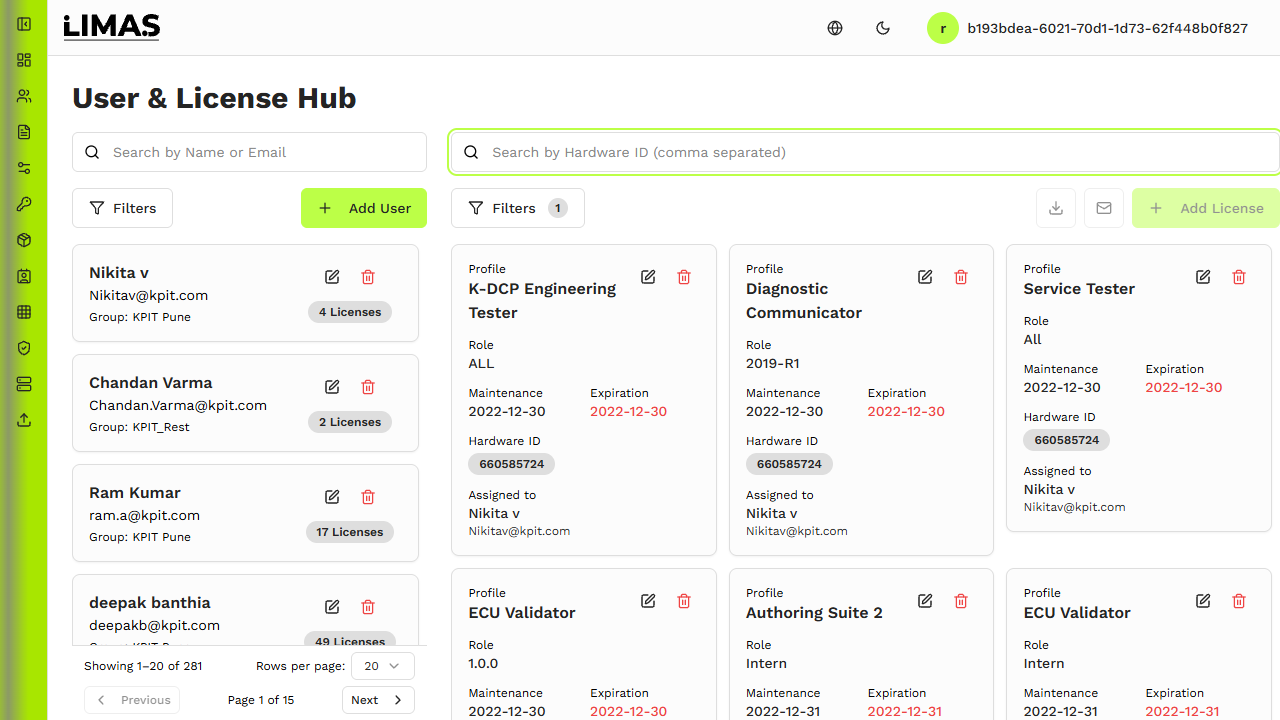 LIMAS
r
b193bdea-6021-70d1-1d73-62f448b0f827
User & License Hub
Search by Name or Email
Search by Hardware ID (comma separated)
Filters
Add User
Filters 1
Add License
Nikita v
Nikitav@kpit.com
Group: KPIT Pune
4 Licenses
Chandan Varma
Chandan.Varma@kpit.com
Group: KPIT_Rest
2 Licenses
Ram Kumar
ram.a@kpit.com
Group: KPIT Pune
17 Licenses
deepak banthia
deepakb@kpit.com
49 Licenses
Showing 1–20 of 281
Rows per page: 20
Previous
Page 1 of 15
Next
Profile
K-DCP Engineering
Tester
Role
ALL
Maintenance Expiration
2022-12-30 2022-12-30
Hardware ID
660585724
Assigned to
Nikita v
Nikitav@kpit.com
Profile
Diagnostic
Communicator
Role
2019-R1
Maintenance Expiration
2022-12-30 2022-12-30
Hardware ID
660585724
Assigned to
Nikita v
Nikitav@kpit.com
Profile
Service Tester
Role
All
Maintenance Expiration
2022-12-30 2022-12-30
Hardware ID
660585724
Assigned to
Nikita v
Nikitav@kpit.com
Profile
ECU Validator
Role
1.0.0
Maintenance Expiration
2022-12-30 2022-12-30
Profile
Authoring Suite 2
Role
Intern
Maintenance Expiration
2022-12-31 2022-12-31
Profile
ECU Validator
Role
Intern
Maintenance Expiration
2022-12-31 2022-12-31